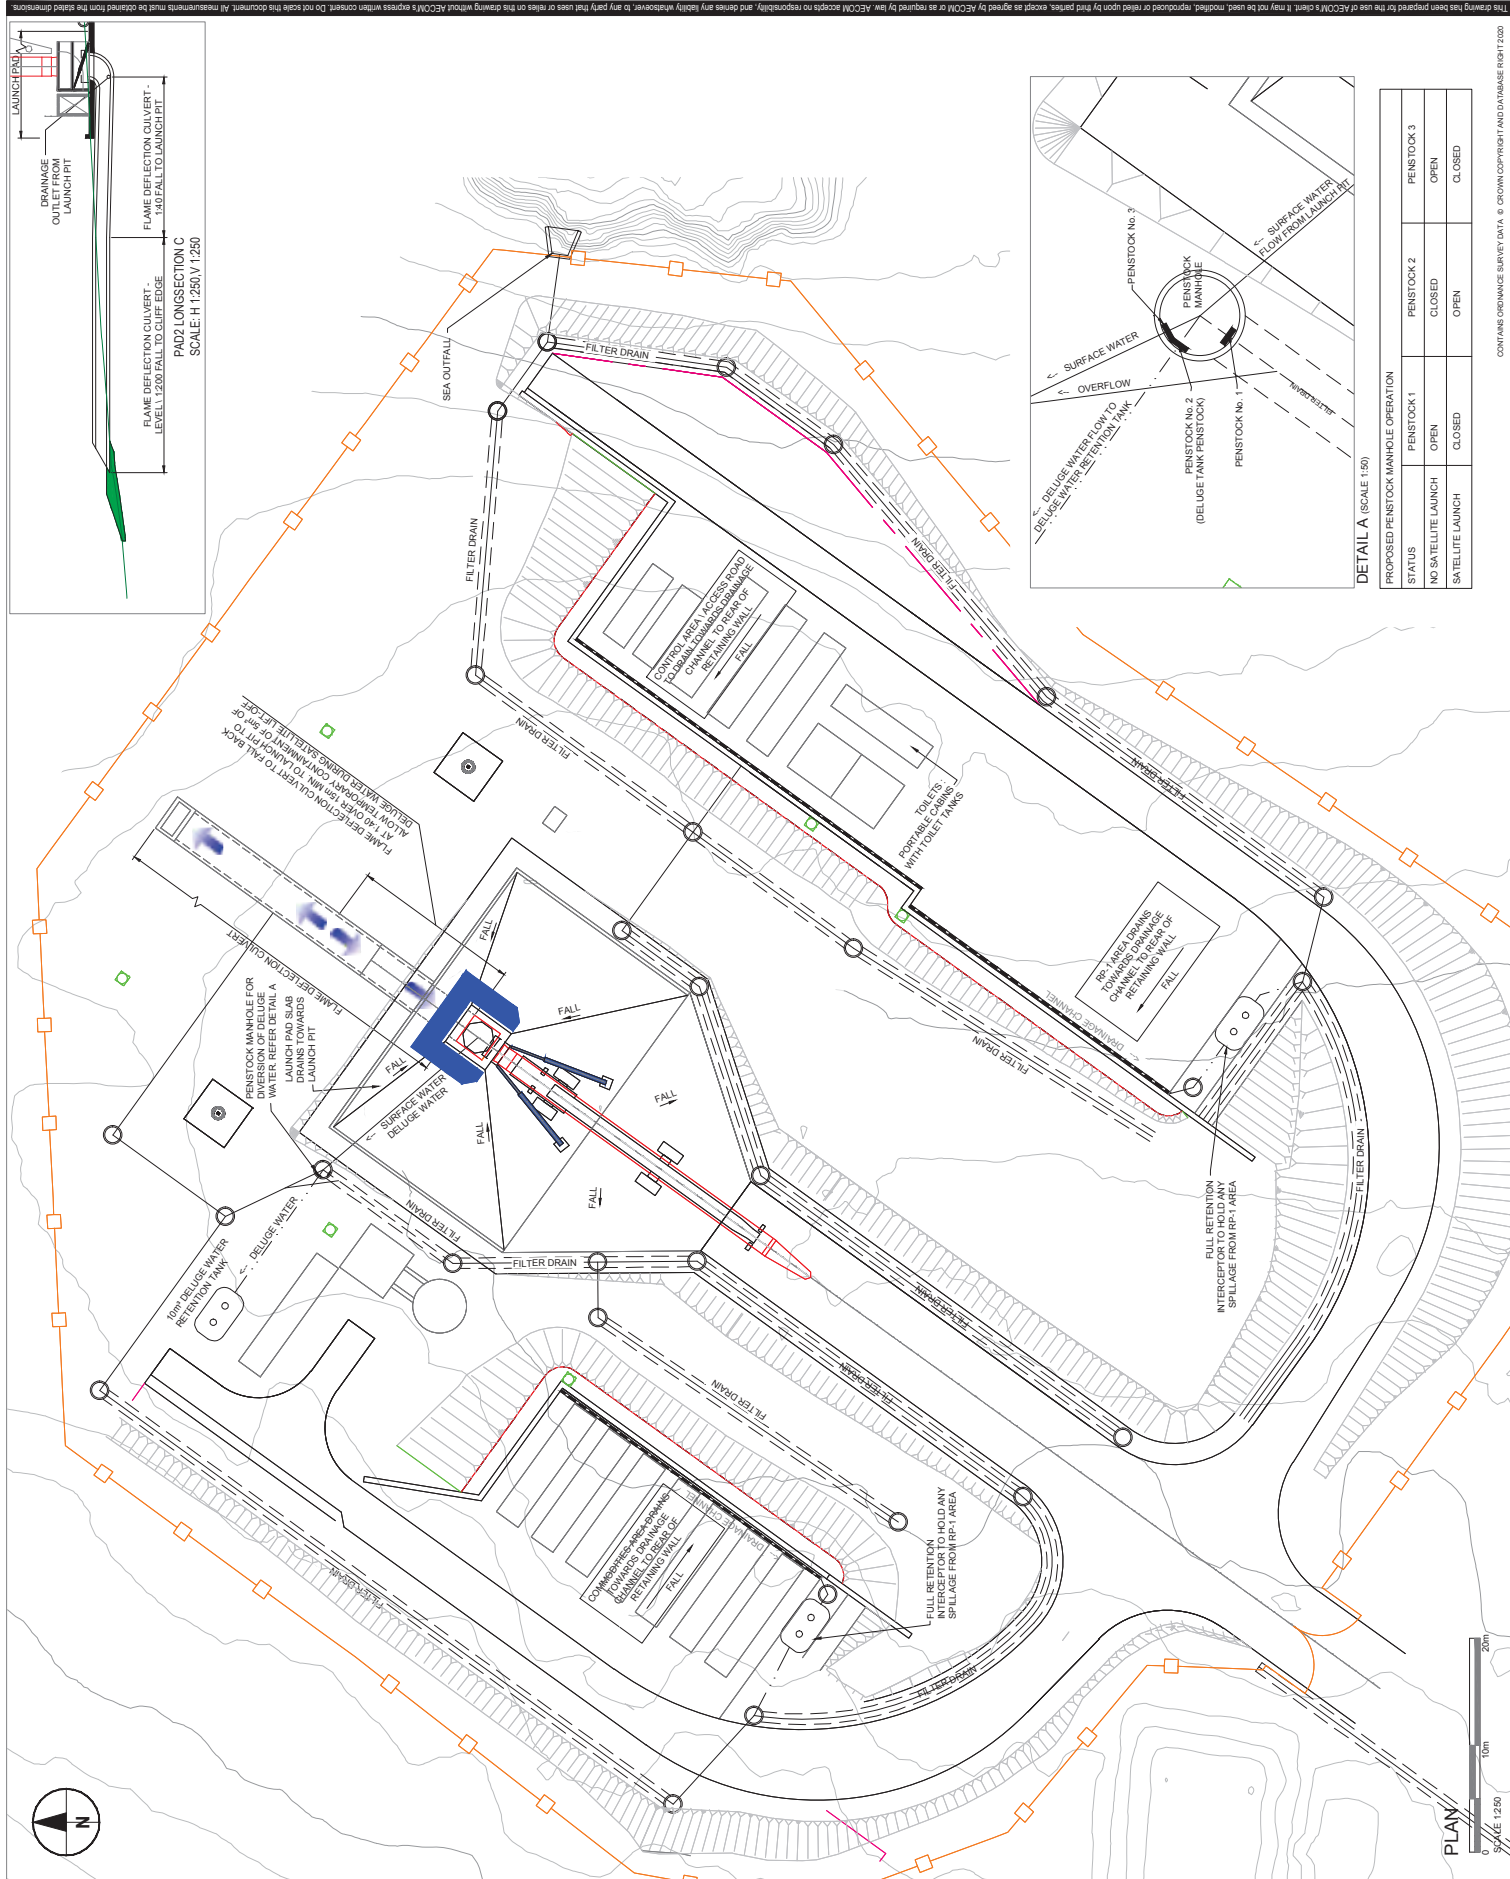 This drawing has been prepared for the use of AECOM's client. It may not be used, modified, reproduced or relied upon by third parties, except as agreed by AECOM or as required by law. AECOM accepts no responsibility, and denies any liability whatsoever, to any party that uses or relies on this drawing without AECOM's express written consent. Do not scale this document. All measurements must be obtained from the stated dimensions.
LAUNCH PAD
DRAINAGE
OUTLET FROM
LAUNCH PIT
FLAME DEFLECTION CULVERT -
LEVEL \ 1:200 FALL TO CLIFF EDGE
FLAME DEFLECTION CULVERT -
1:40 FALL TO LAUNCH PIT
PAD2 LONGSECTION C
SCALE: H 1:250,V 1:250
SEA OUTFALL
FILTER DRAIN
FILTER DRAIN
FILTER DRAIN
FILTER DRAIN
FILTER DRAIN
CONTROL AREA \ ACCESS ROAD
TO DRAIN TOWARDS DRAINAGE
CHANNEL TO REAR OF
RETAINING WALL
FALL
TOILETS :
PORTABLE CABINS
WITH TOILET TANKS
FLAME DEFLECTION CULVERT TO FALL BACK
AT 1:40 OVER 15m MIN. TO LAUNCH PIT TO
ALLOW TEMPORARY CONTAINMENT OF 5m³ OF
DELUGE WATER DURING SATELLITE LIFT-OFF
FLAME DEFLECTION CULVERT
PENSTOCK MANHOLE FOR
DIVERSION OF DELUGE
WATER. REFER DETAIL A
LAUNCH PAD SLAB
DRAINS TOWARDS
LAUNCH PIT
FALL
FALL
FALL
FALL
FALL
FALL
<-- SURFACE WATER
DELUGE WATER
<-- DELUGE WATER
10m³ DELUGE WATER
RETENTION TANK
FILTER DRAIN
FILTER DRAIN
FILTER DRAIN
FILTER DRAIN
FILTER DRAIN
FILTER DRAIN
FILTER DRAIN
FILTER DRAIN
FILTER DRAIN
RP-1 AREA DRAINS
TOWARDS DRAINAGE
CHANNEL TO REAR OF
RETAINING WALL
FALL
<-- DRAINAGE CHANNEL
FULL RETENTION
INTERCEPTOR TO HOLD ANY
SPILLAGE FROM RP-1 AREA
COMMODITIES AREA DRAINS
TOWARDS DRAINAGE
CHANNEL TO REAR OF
RETAINING WALL
FALL
<-- DRAINAGE CHANNEL
FULL RETENTION
INTERCEPTOR TO HOLD ANY
SPILLAGE FROM RP-1 AREA
N
DELUGE WATER FLOW TO
DELUGE WATER RETENTION TANK
<-- SURFACE WATER
<-- OVERFLOW
PENSTOCK No. 3
PENSTOCK
MANHOLE
<-- SURFACE WATER
FLOW FROM LAUNCH PIT
PENSTOCK No. 2
(DELUGE TANK PENSTOCK)
PENSTOCK No. 1
FILTER DRAIN
DETAIL A (SCALE 1:50)
PROPOSED PENSTOCK MANHOLE OPERATION
STATUS PENSTOCK 1 PENSTOCK 2 PENSTOCK 3
NO SATELLITE LAUNCH OPEN CLOSED OPEN
SATELLITE LAUNCH CLOSED OPEN CLOSED
CONTAINS ORDNANCE SURVEY DATA © CROWN COPYRIGHT AND DATABASE RIGHT 2020
PLAN
0 10m 20m
SCALE 1:250